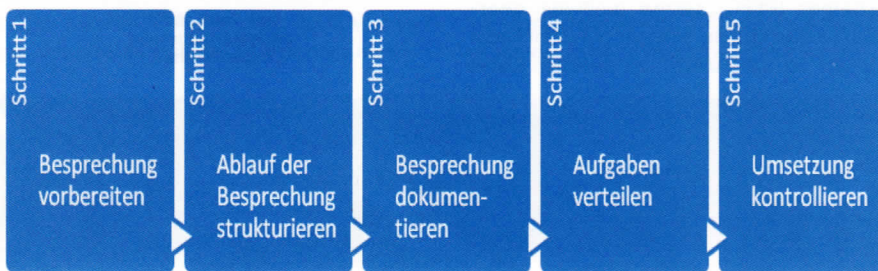 Schritt 1
Besprechung
vorbereiten
Schritt 2
Ablauf der
Besprechung
strukturieren
Schritt 3
Besprechung
dokumen-
tieren
Schritt 4
Aufgaben
verteilen
Schritt 5
Umsetzung
kontrollieren